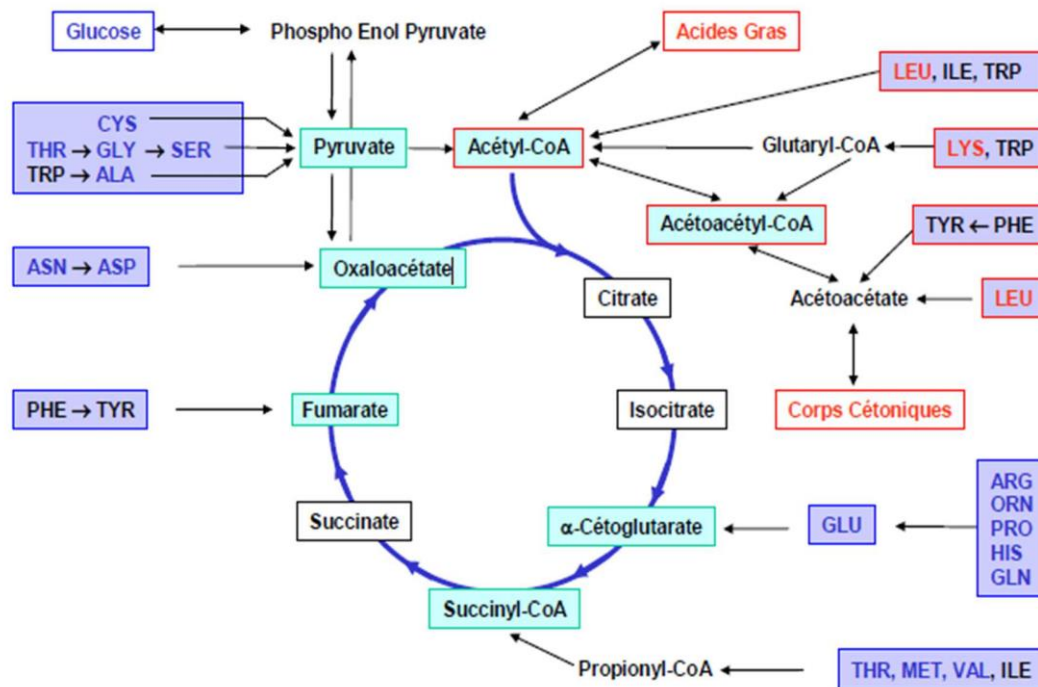 Glucose
Phospho Enol Pyruvate
Acides Gras
LEU, ILE, TRP
CYS
THR → GLY → SER
TRP → ALA
Pyruvate
Acétyl-CoA
Glutaryl-CoA
LYS, TRP
Acétoacétyl-CoA
TYR ← PHE
ASN → ASP
Oxaloacétate
Citrate
Acétoacétate
LEU
PHE → TYR
Fumarate
Isocitrate
Corps Cétoniques
Succinate
α-Cétoglutarate
GLU
ARG
ORN
PRO
HIS
GLN
Succinyl-CoA
Propionyl-CoA
THR, MET, VAL, ILE